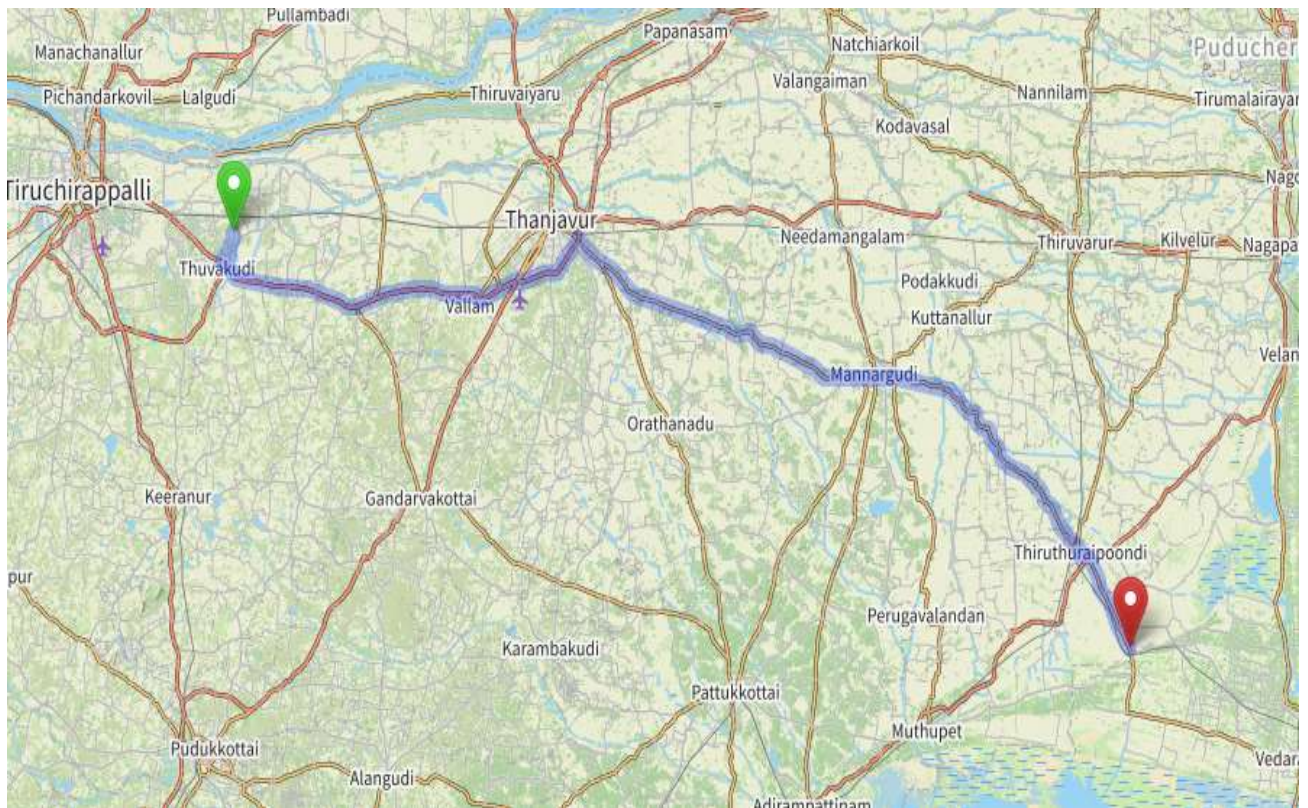 Pullambadi
Papanasam
Natchiarkoil
Manachanallur
Puducher
Valangaiman
Thiruvaiyaru
Nannilam
Pichandarkovil
Lalgudi
Tirumalairayar
Kodavasal
Nago
Tiruchirappalli
Thanjavur
Needamangalam
Thiruvarur
Kilvelur
Nagapa
Thuvakudi
Podakkudi
Vallam
Kuttanallur
Velan
Mannargudi
Orathanadu
Keeranur
Gandarvakottai
Thiruthuraipoondi
pur
Perugavalandan
Karambakudi
Pattukkottai
Muthupet
Pudukkottai
Vedara
Alangudi
Adirampattinam